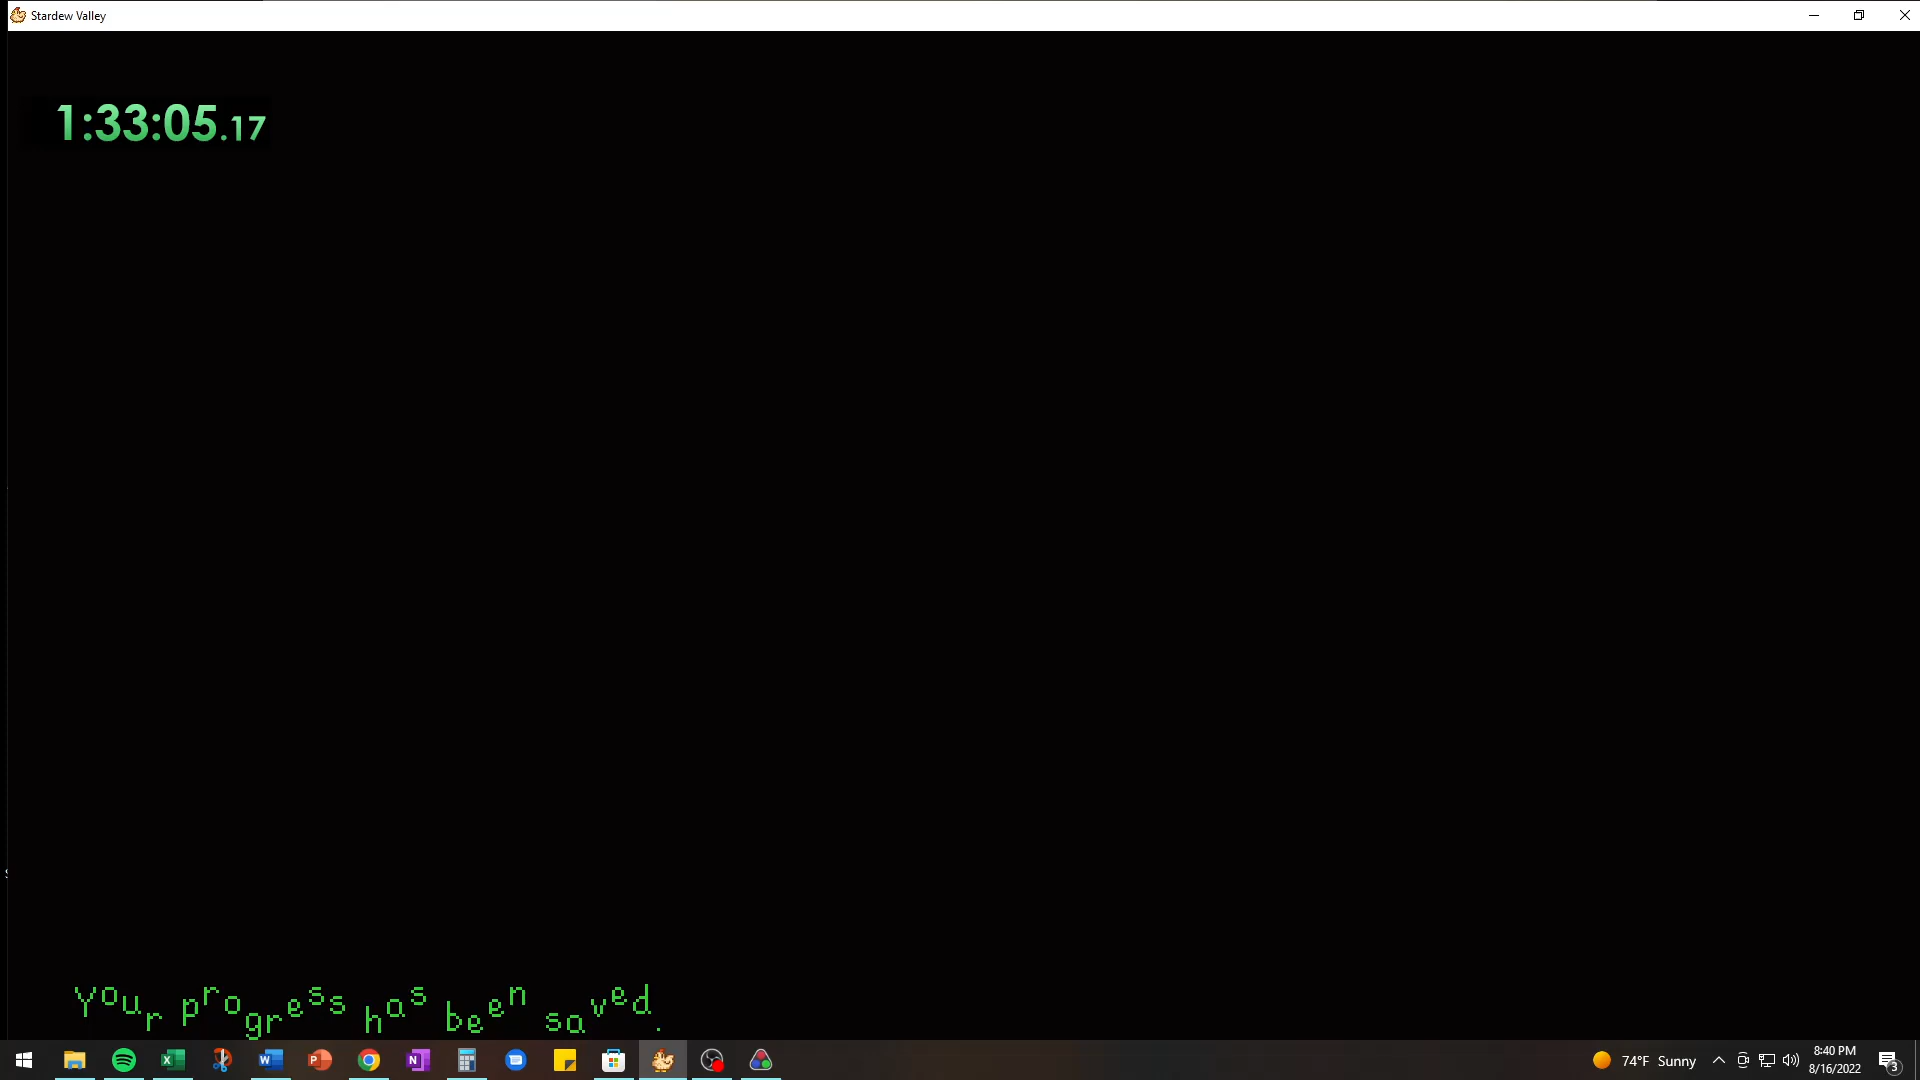 Stardew Valley
1:33:05.17
Your progress has been saved.
74°F Sunny
8:40 PM
8/16/2022
3